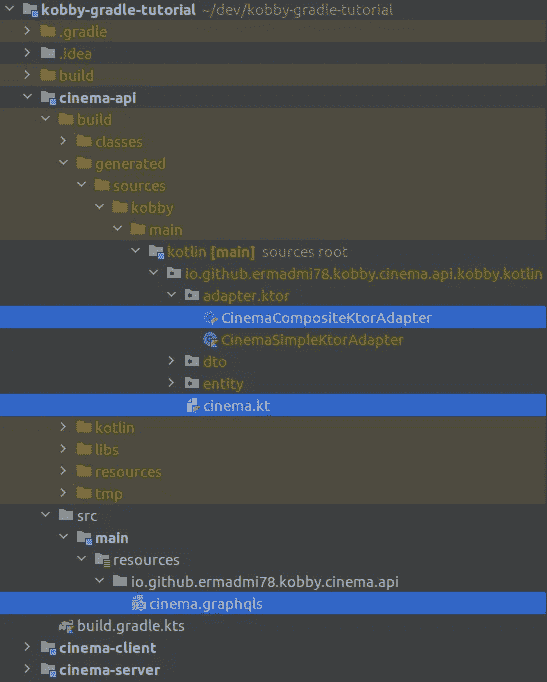 kobby-gradle-tutorial ~/dev/kobby-gradle-tutorial
.gradle
.idea
build
cinema-api
build
classes
generated
sources
kobby
main
kotlin [main] sources root
io.github.ermadmi78.kobby.cinema.api.kobby.kotlin
adapter.ktor
CinemaCompositeKtorAdapter
CinemaSimpleKtorAdapter
dto
entity
cinema.kt
kotlin
libs
resources
tmp
src
main
resources
io.github.ermadmi78.kobby.cinema.api
cinema.graphqls
build.gradle.kts
cinema-client
cinema-server